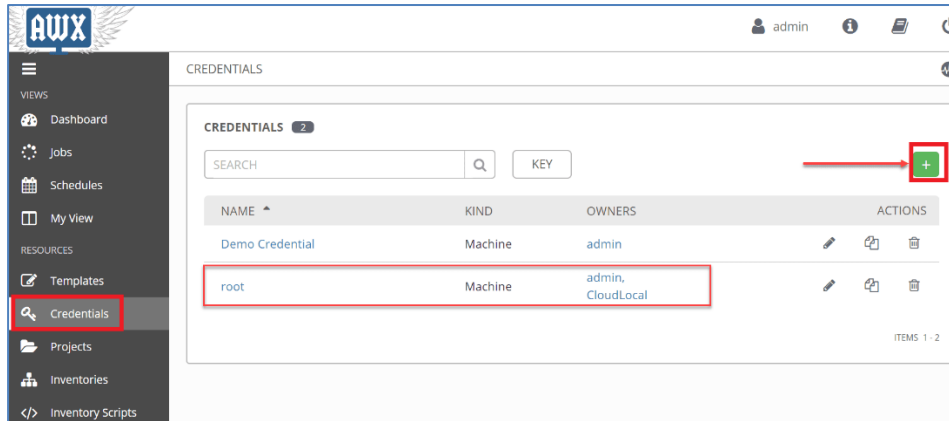 AWX
admin
CREDENTIALS
VIEWS
Dashboard
Jobs
Schedules
My View
RESOURCES
Templates
Credentials
Projects
Inventories
Inventory Scripts
CREDENTIALS 2
SEARCH
KEY
+
NAME KIND OWNERS ACTIONS
Demo Credential Machine admin
root Machine admin,
CloudLocal
ITEMS 1 - 2